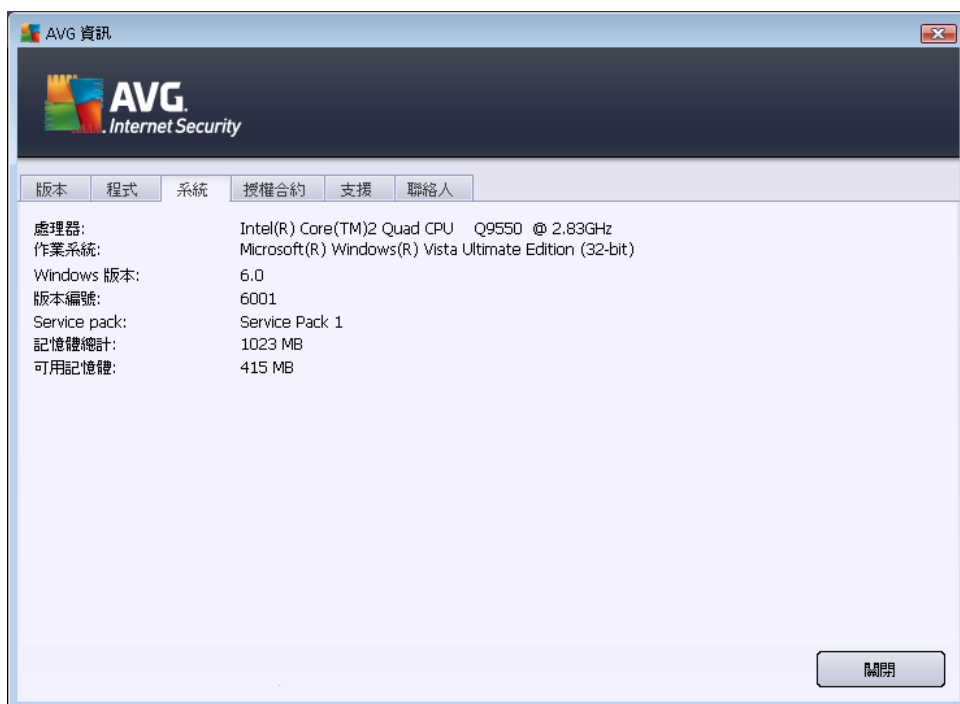 AVG 資訊
AVG.
Internet Security
版本 程式 系統 授權合約 支援 聯絡人
處理器: Intel(R) Core(TM)2 Quad CPU Q9550 @ 2.83GHz
作業系統: Microsoft(R) Windows(R) Vista Ultimate Edition (32-bit)
Windows 版本: 6.0
版本編號: 6001
Service pack: Service Pack 1
記憶體總計: 1023 MB
可用記憶體: 415 MB
關閉